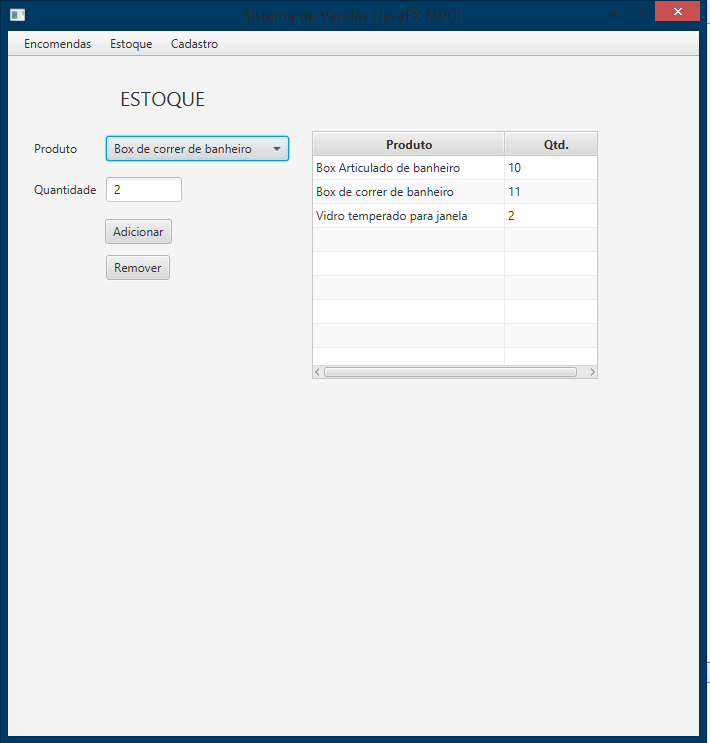 Sistema de Vendas (JavaFX MVC)
Encomendas Estoque Cadastro
ESTOQUE
Produto Box de correr de banheiro
Quantidade 2
Adicionar
Remover
Produto Qtd.
Box Articulado de banheiro 10
Box de correr de banheiro 11
Vidro temperado para janela 2